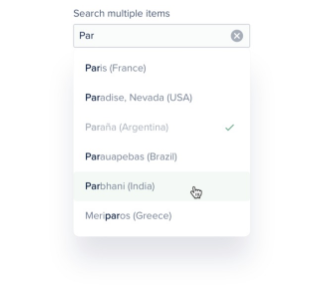 Search multiple items
Par
Paris (France)
Paradise, Nevada (USA)
Paraña (Argentina)
Parauapebas (Brazil)
Parbhani (India)
Meriparos (Greece)